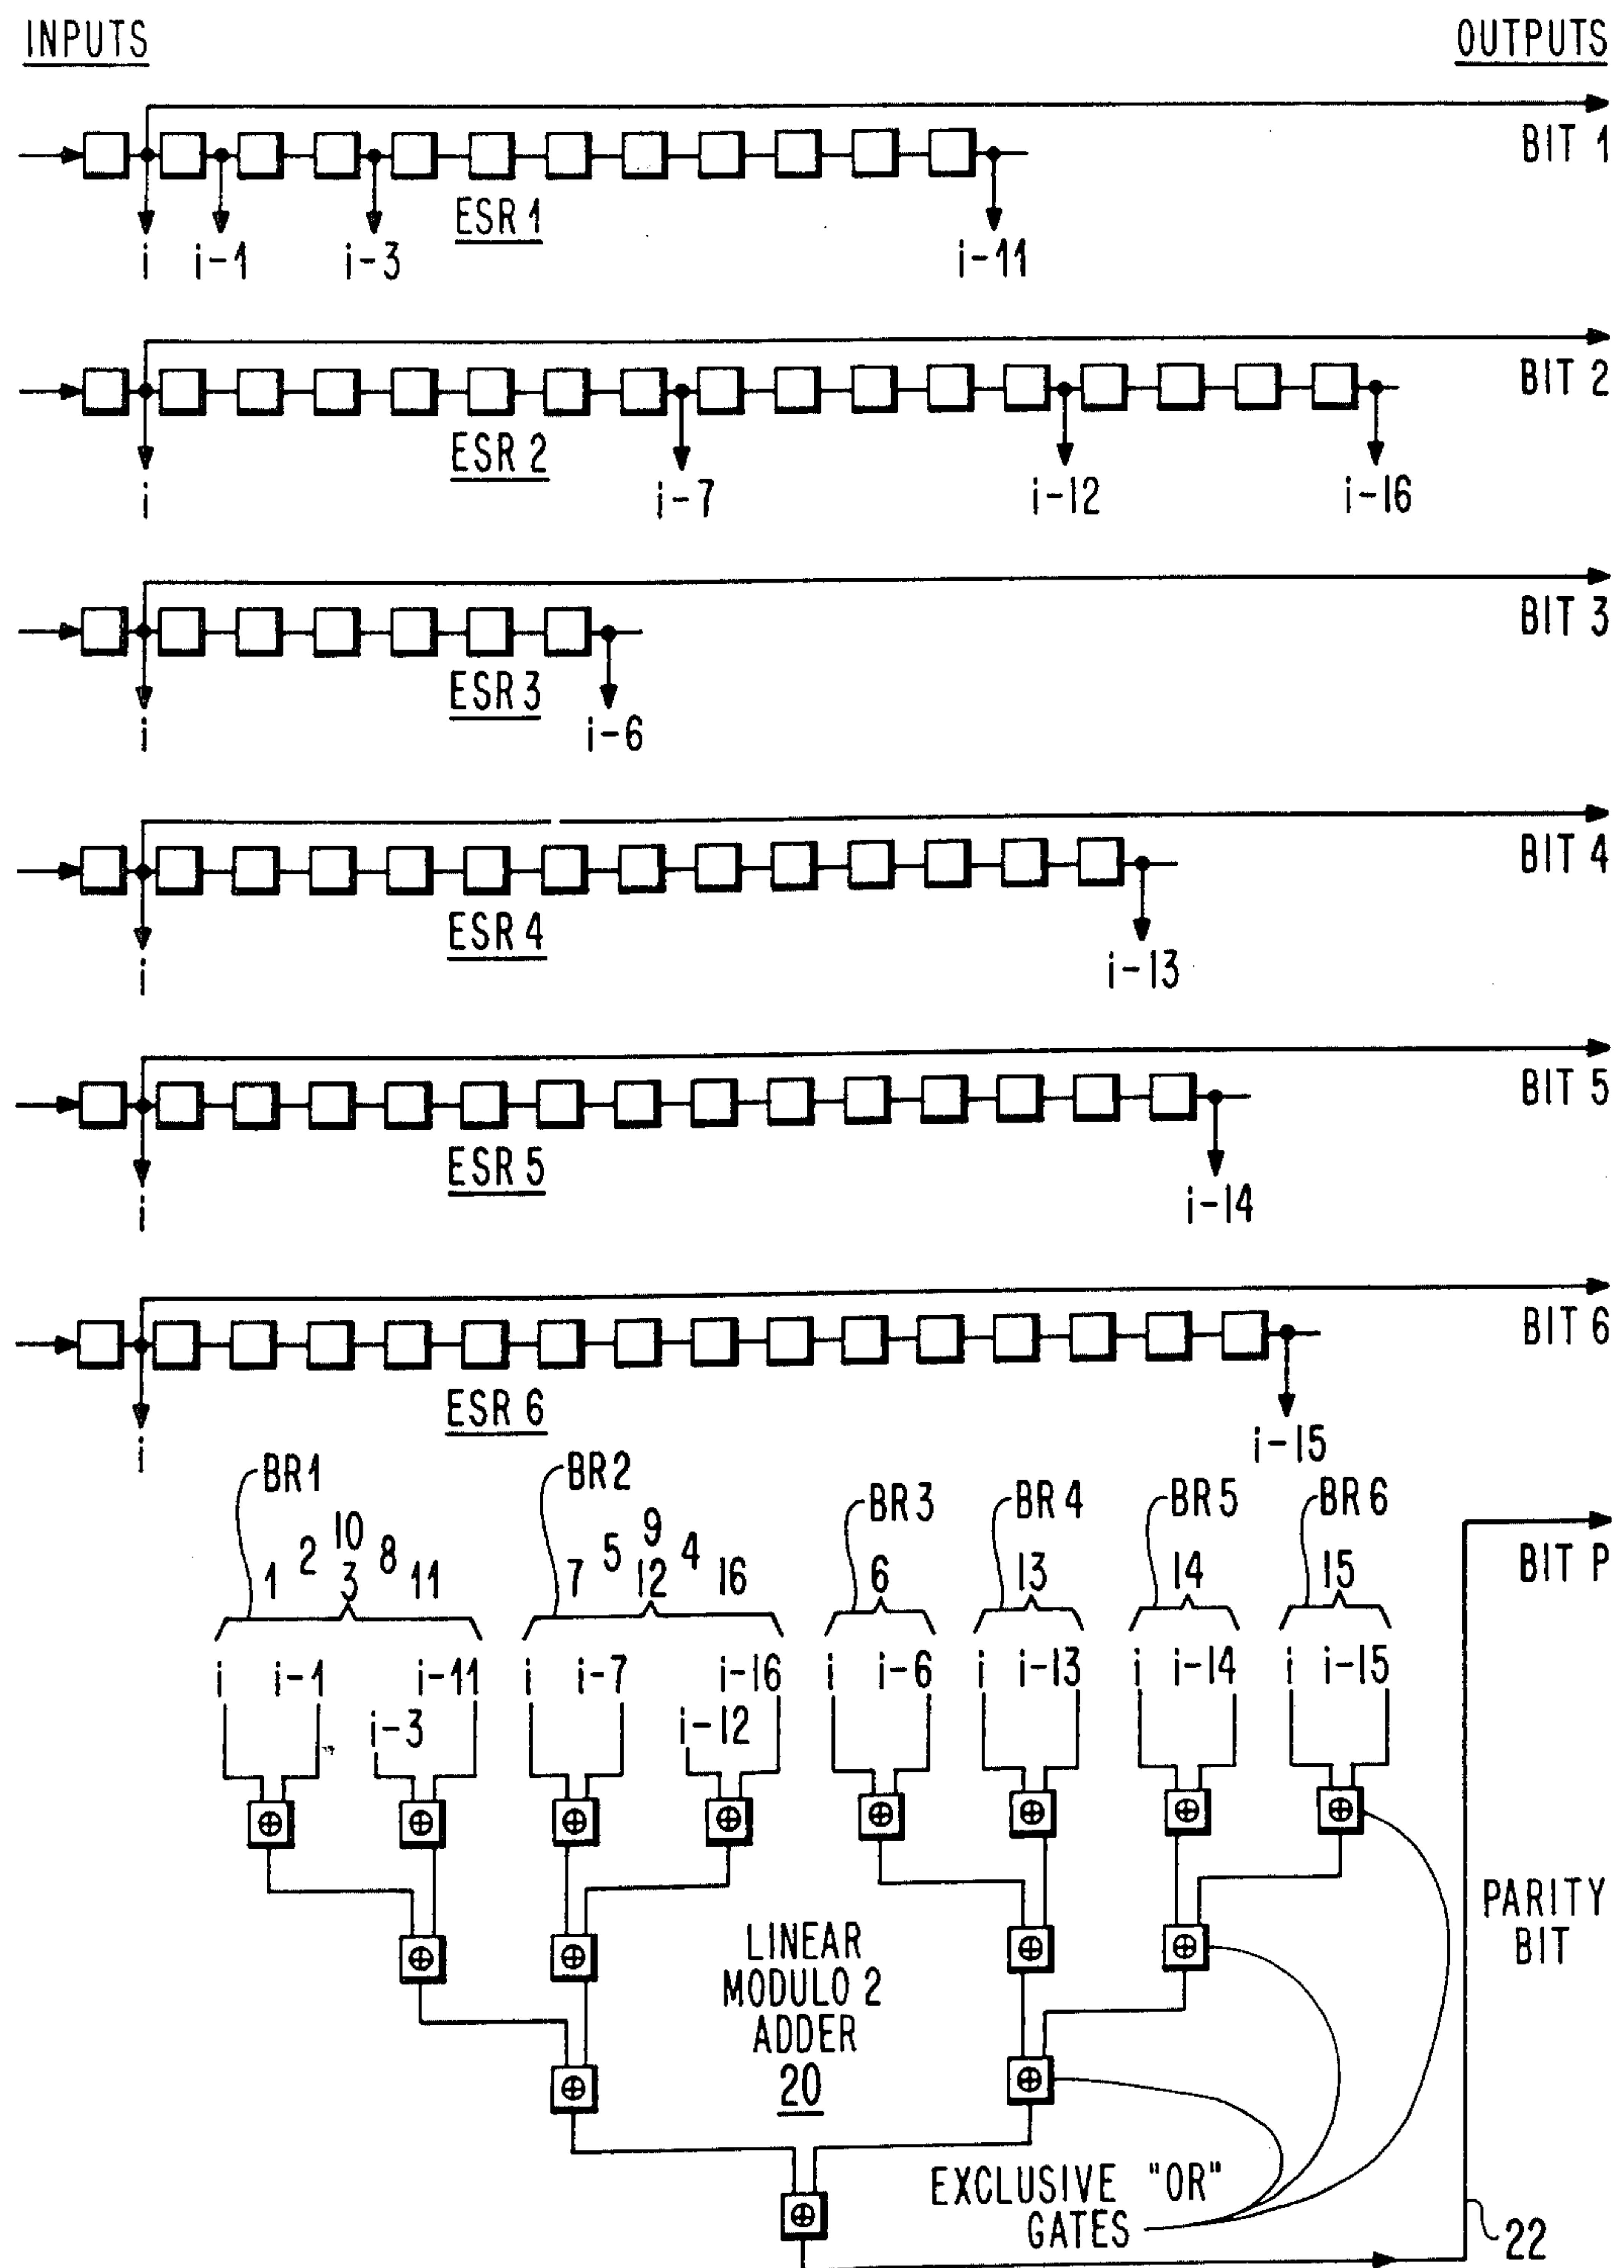 INPUTS
OUTPUTS
BIT 1
ESR 1
i
i-1
i-3
i-11
BIT 2
ESR 2
i
i-7
i-12
i-16
BIT 3
ESR 3
i
i-6
BIT 4
ESR 4
i
i-13
BIT 5
ESR 5
i
i-14
BIT 6
ESR 6
i
i-15
BR1
BR2
BR3
BR4
BR5
BR6
BIT P
1 2 10 3 8 11
7 5 9 12 4 16
6
13
14
15
i i-1 i-11
i-3
i i-7 i-16
i-12
i i-6
i i-13
i i-14
i i-15
PARITY
BIT
LINEAR
MODULO 2
ADDER
20
EXCLUSIVE "OR"
GATES
22